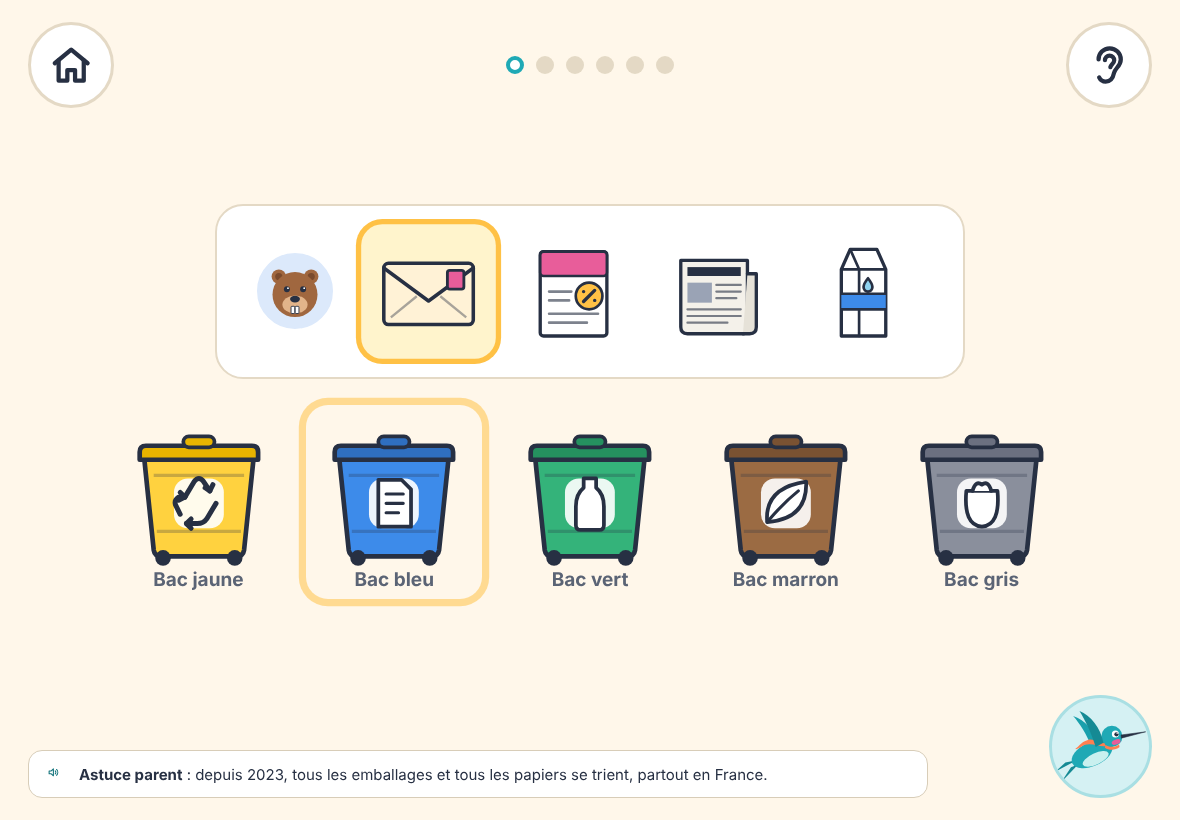 Bac jaune
Bac bleu
Bac vert
Bac marron
Bac gris
Astuce parent : depuis 2023, tous les emballages et tous les papiers se trient, partout en France.